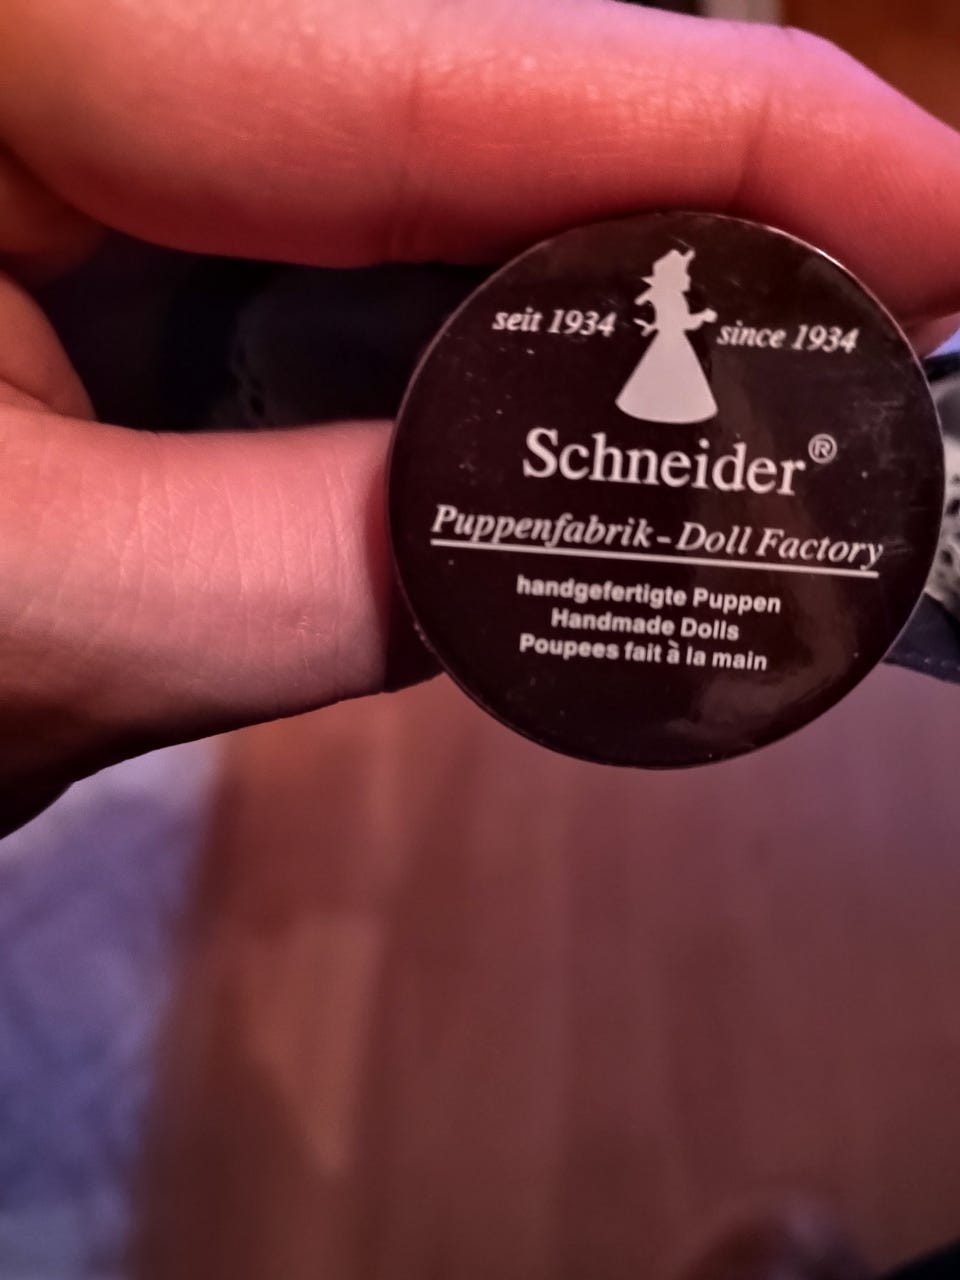 seit 1934 since 1934
Schneider®
Puppenfabrik - Doll Factory
handgefertigte Puppen
Handmade Dolls
Poupees fait à la main